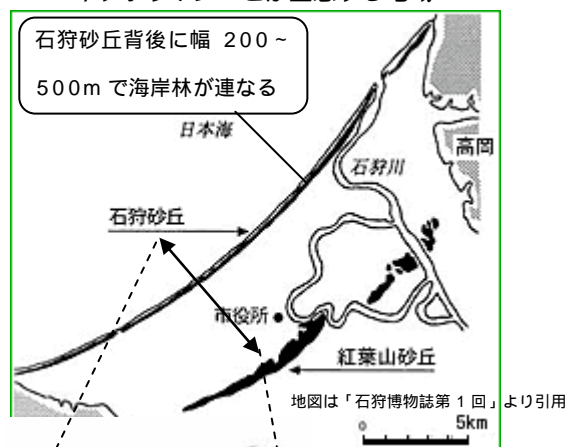 石狩砂丘背後に幅 200~
500m で海岸林が連なる
日本海
高岡
石狩川
石狩砂丘
市役所
紅葉山砂丘
地図は「石狩博物誌第1回」より引用
0
5km